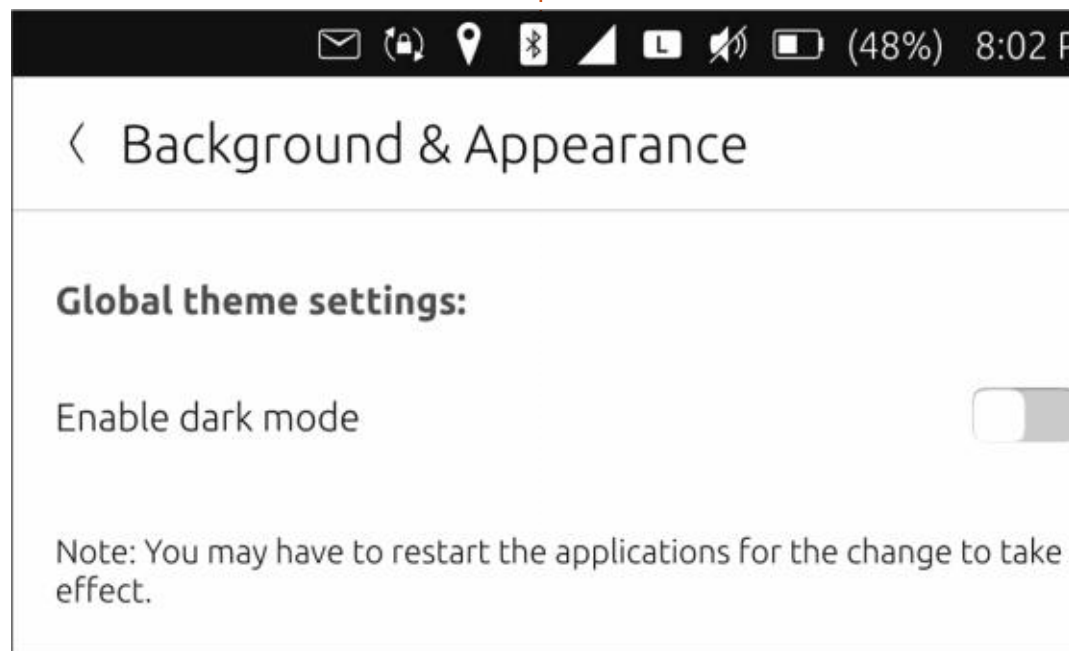 L (48%) 8:02 P
Background & Appearance
Global theme settings:
Enable dark mode
Note: You may have to restart the applications for the change to take
effect.